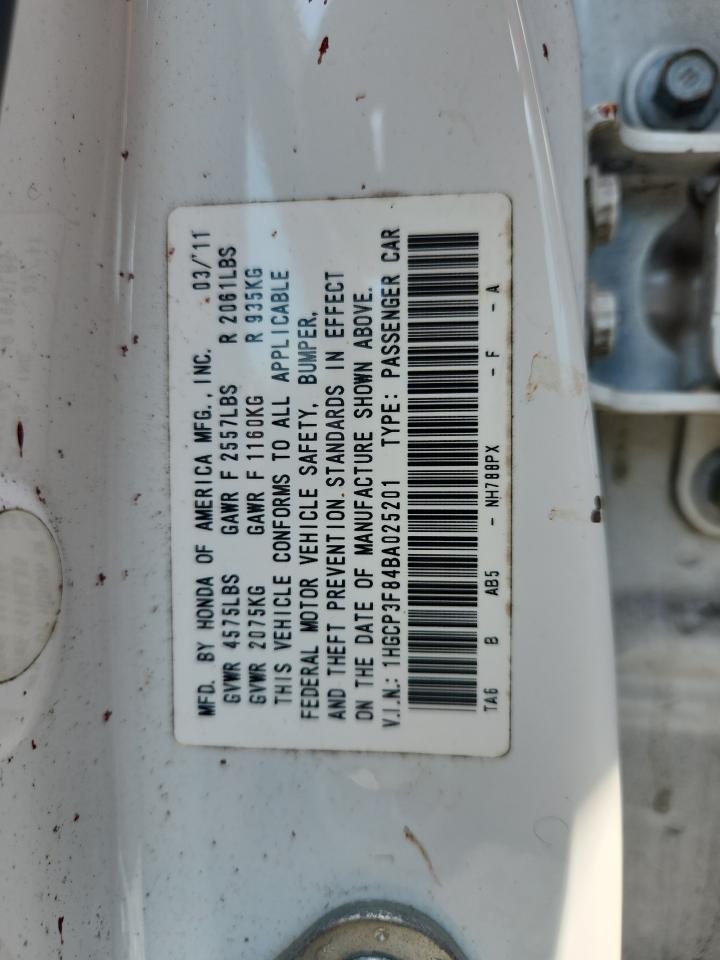 MFD. BY HONDA OF AMERICA MFG., INC. 03/'11
GVWR 4575LBS GAWR F 2557LBS R 2061LBS
GVWR 2075KG GAWR F 1160KG R 935KG
THIS VEHICLE CONFORMS TO ALL APPLICABLE
FEDERAL MOTOR VEHICLE SAFETY, BUMPER,
AND THEFT PREVENTION STANDARDS IN EFFECT
ON THE DATE OF MANUFACTURE SHOWN ABOVE.
V.I.N.: 1HGCP3F84BA025201 TYPE: PASSENGER CAR
TA6 B AB5 - NH788PX - F - A